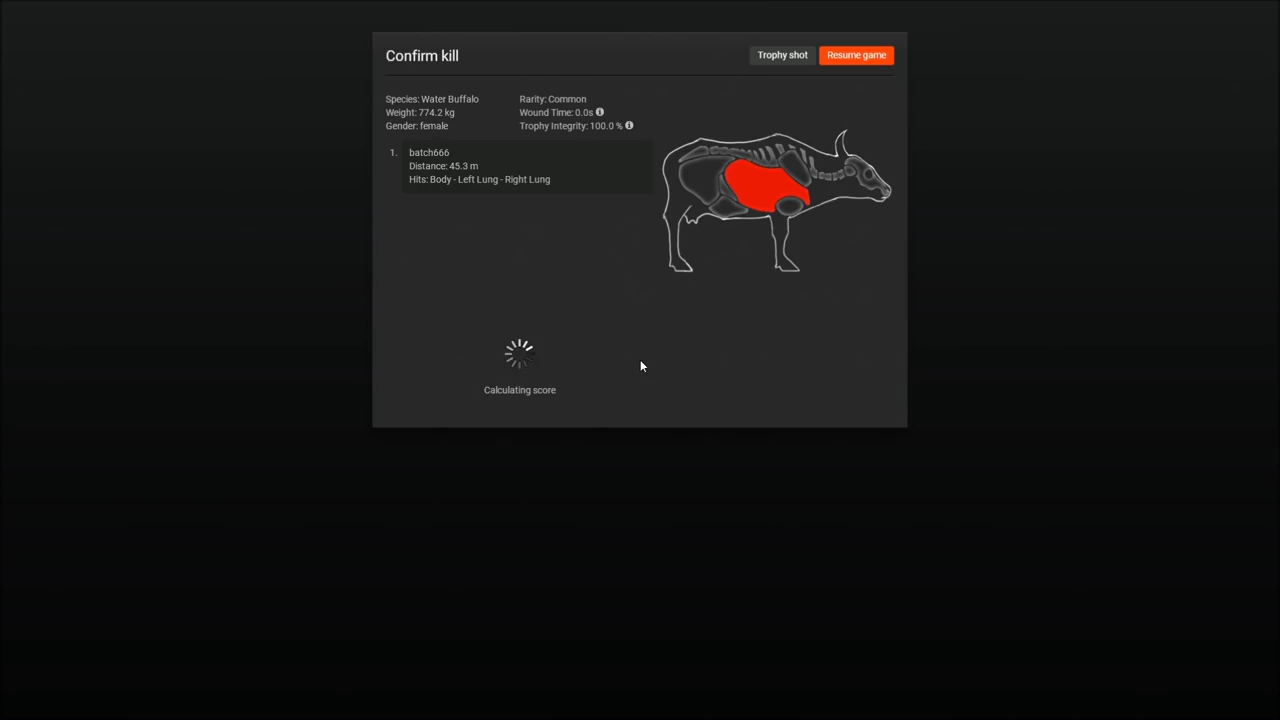 Confirm kill
Trophy shot
Resume game
Species: Water Buffalo
Weight: 774.2 kg
Gender: female
Rarity: Common
Wound Time: 0.0s
Trophy Integrity: 100.0 %
1.
batch666
Distance: 45.3 m
Hits: Body - Left Lung - Right Lung
Calculating score